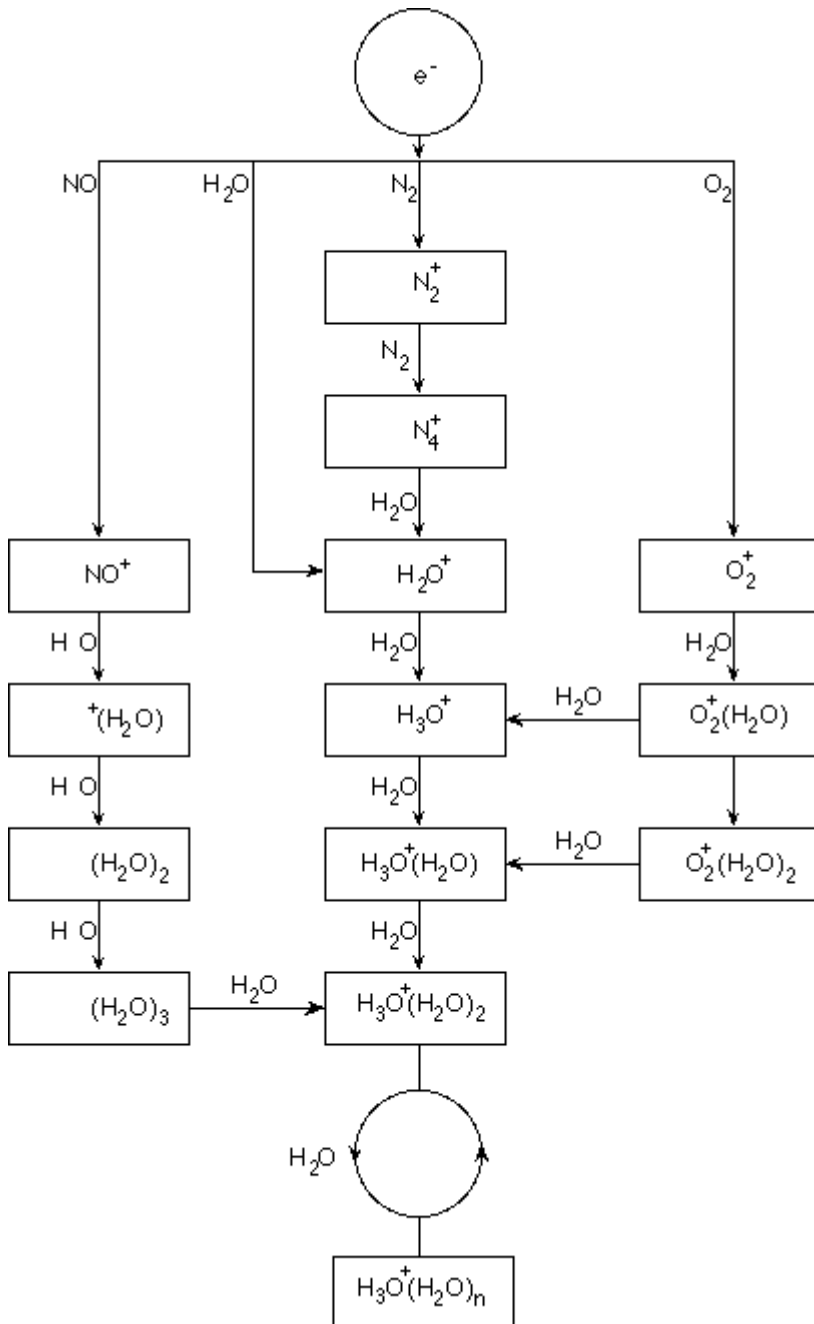 e⁻
NO H₂O N₂ O₂
N₂⁺
N₂
N₄⁺
H₂O
NO⁺ H₂O⁺ O₂⁺
H O H₂O H₂O
⁺(H₂O) H₃O⁺ H₂O O₂⁺(H₂O)
H O H₂O
(H₂O)₂ H₃O⁺(H₂O) H₂O O₂⁺(H₂O)₂
H O H₂O
(H₂O)₃ H₂O H₃O⁺(H₂O)₂
H₂O
H₃O⁺(H₂O)n